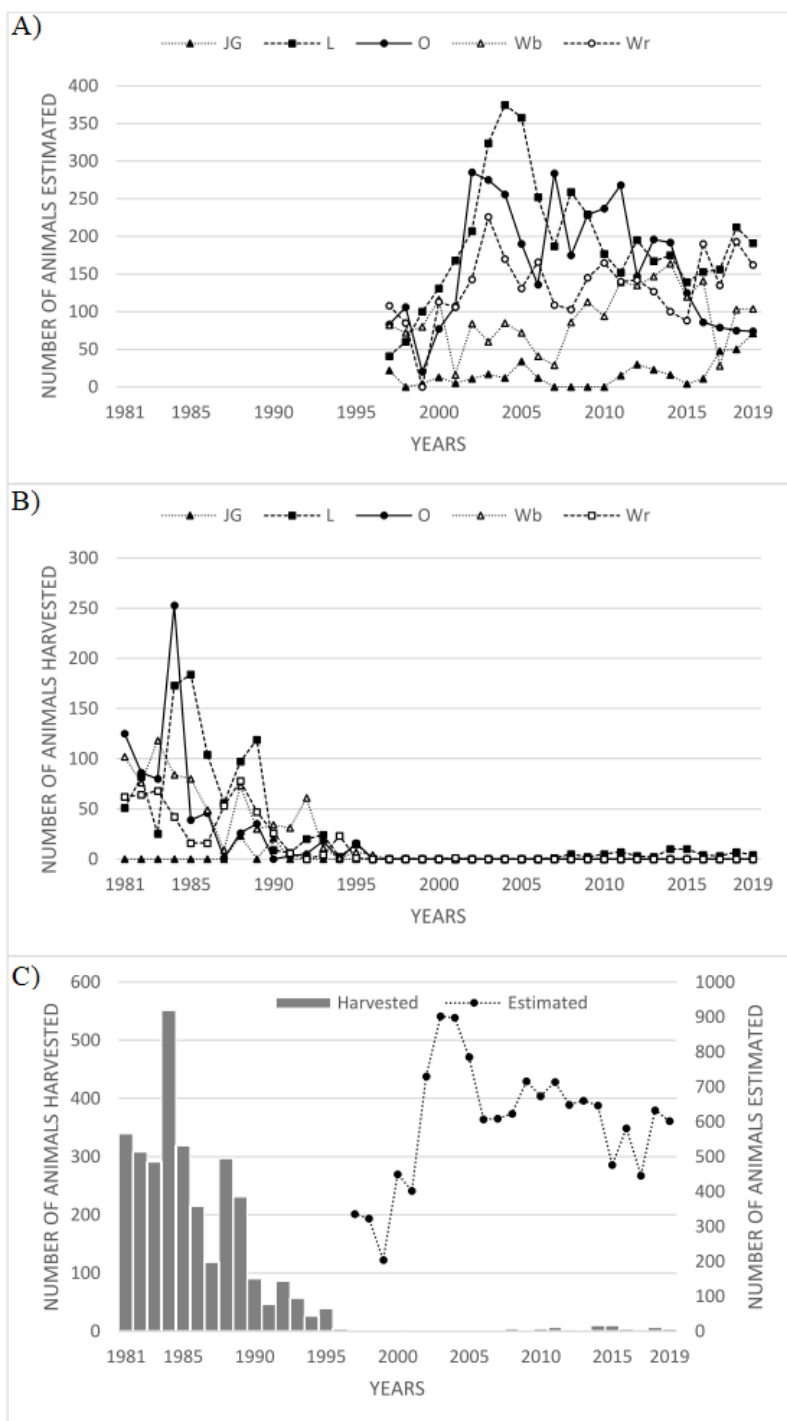 A)
JG L O Wb Wr
NUMBER OF ANIMALS ESTIMATED
400
350
300
250
200
150
100
50
0
1981 1985 1990 1995 2000 2005 2010 2015 2019
YEARS
B)
JG L O Wb Wr
NUMBER OF ANIMALS HARVESTED
300
250
200
150
100
50
0
1981 1985 1990 1995 2000 2005 2010 2015 2019
YEARS
C)
Harvested Estimated
NUMBER OF ANIMALS HARVESTED
600
500
400
300
200
100
0
1000
900
800
700
600
500
400
300
200
100
0
NUMBER OF ANIMALS ESTIMATED
1981 1985 1990 1995 2000 2005 2010 2015 2019
YEARS